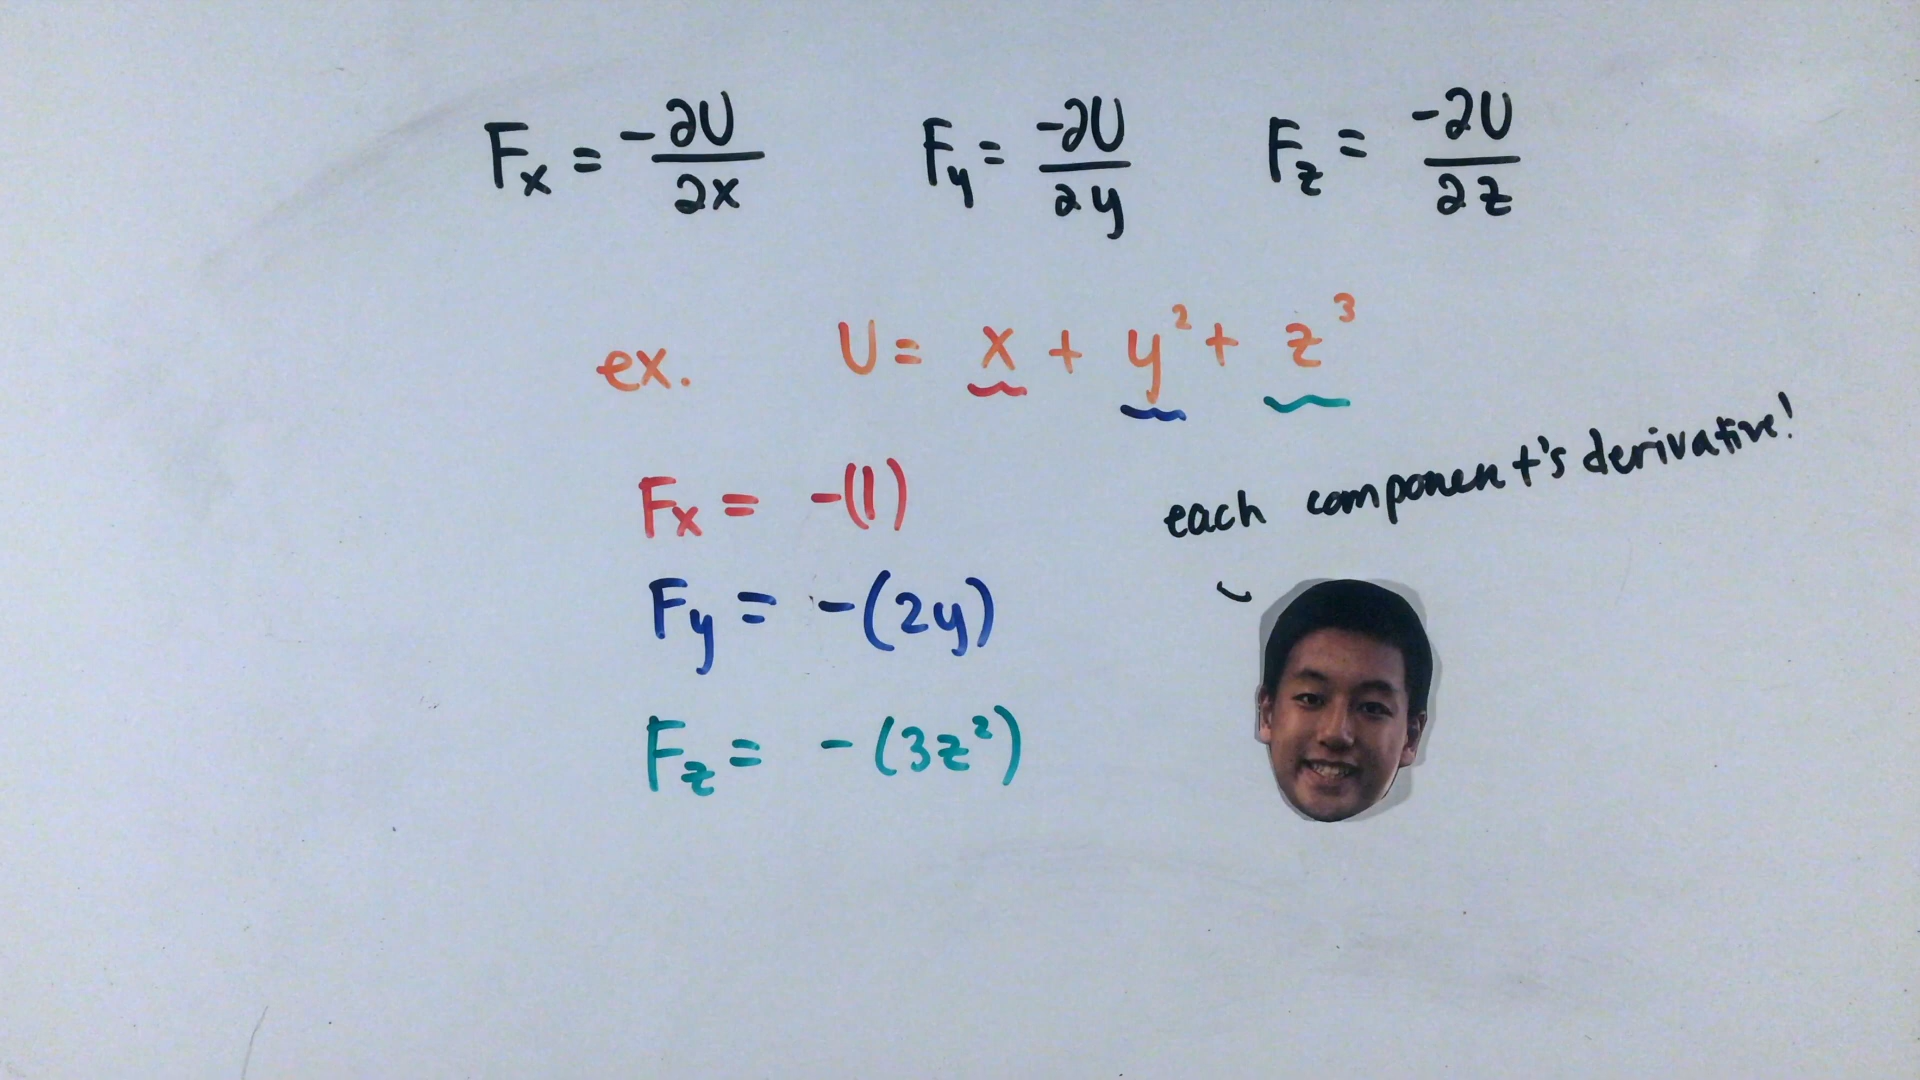 Fx = -∂U/∂x Fy = -∂U/∂y Fz = -∂U/∂z
ex. U = x + y² + z³
each component's derivative!
Fx = -(1)
Fy = -(2y)
Fz = -(3z²)